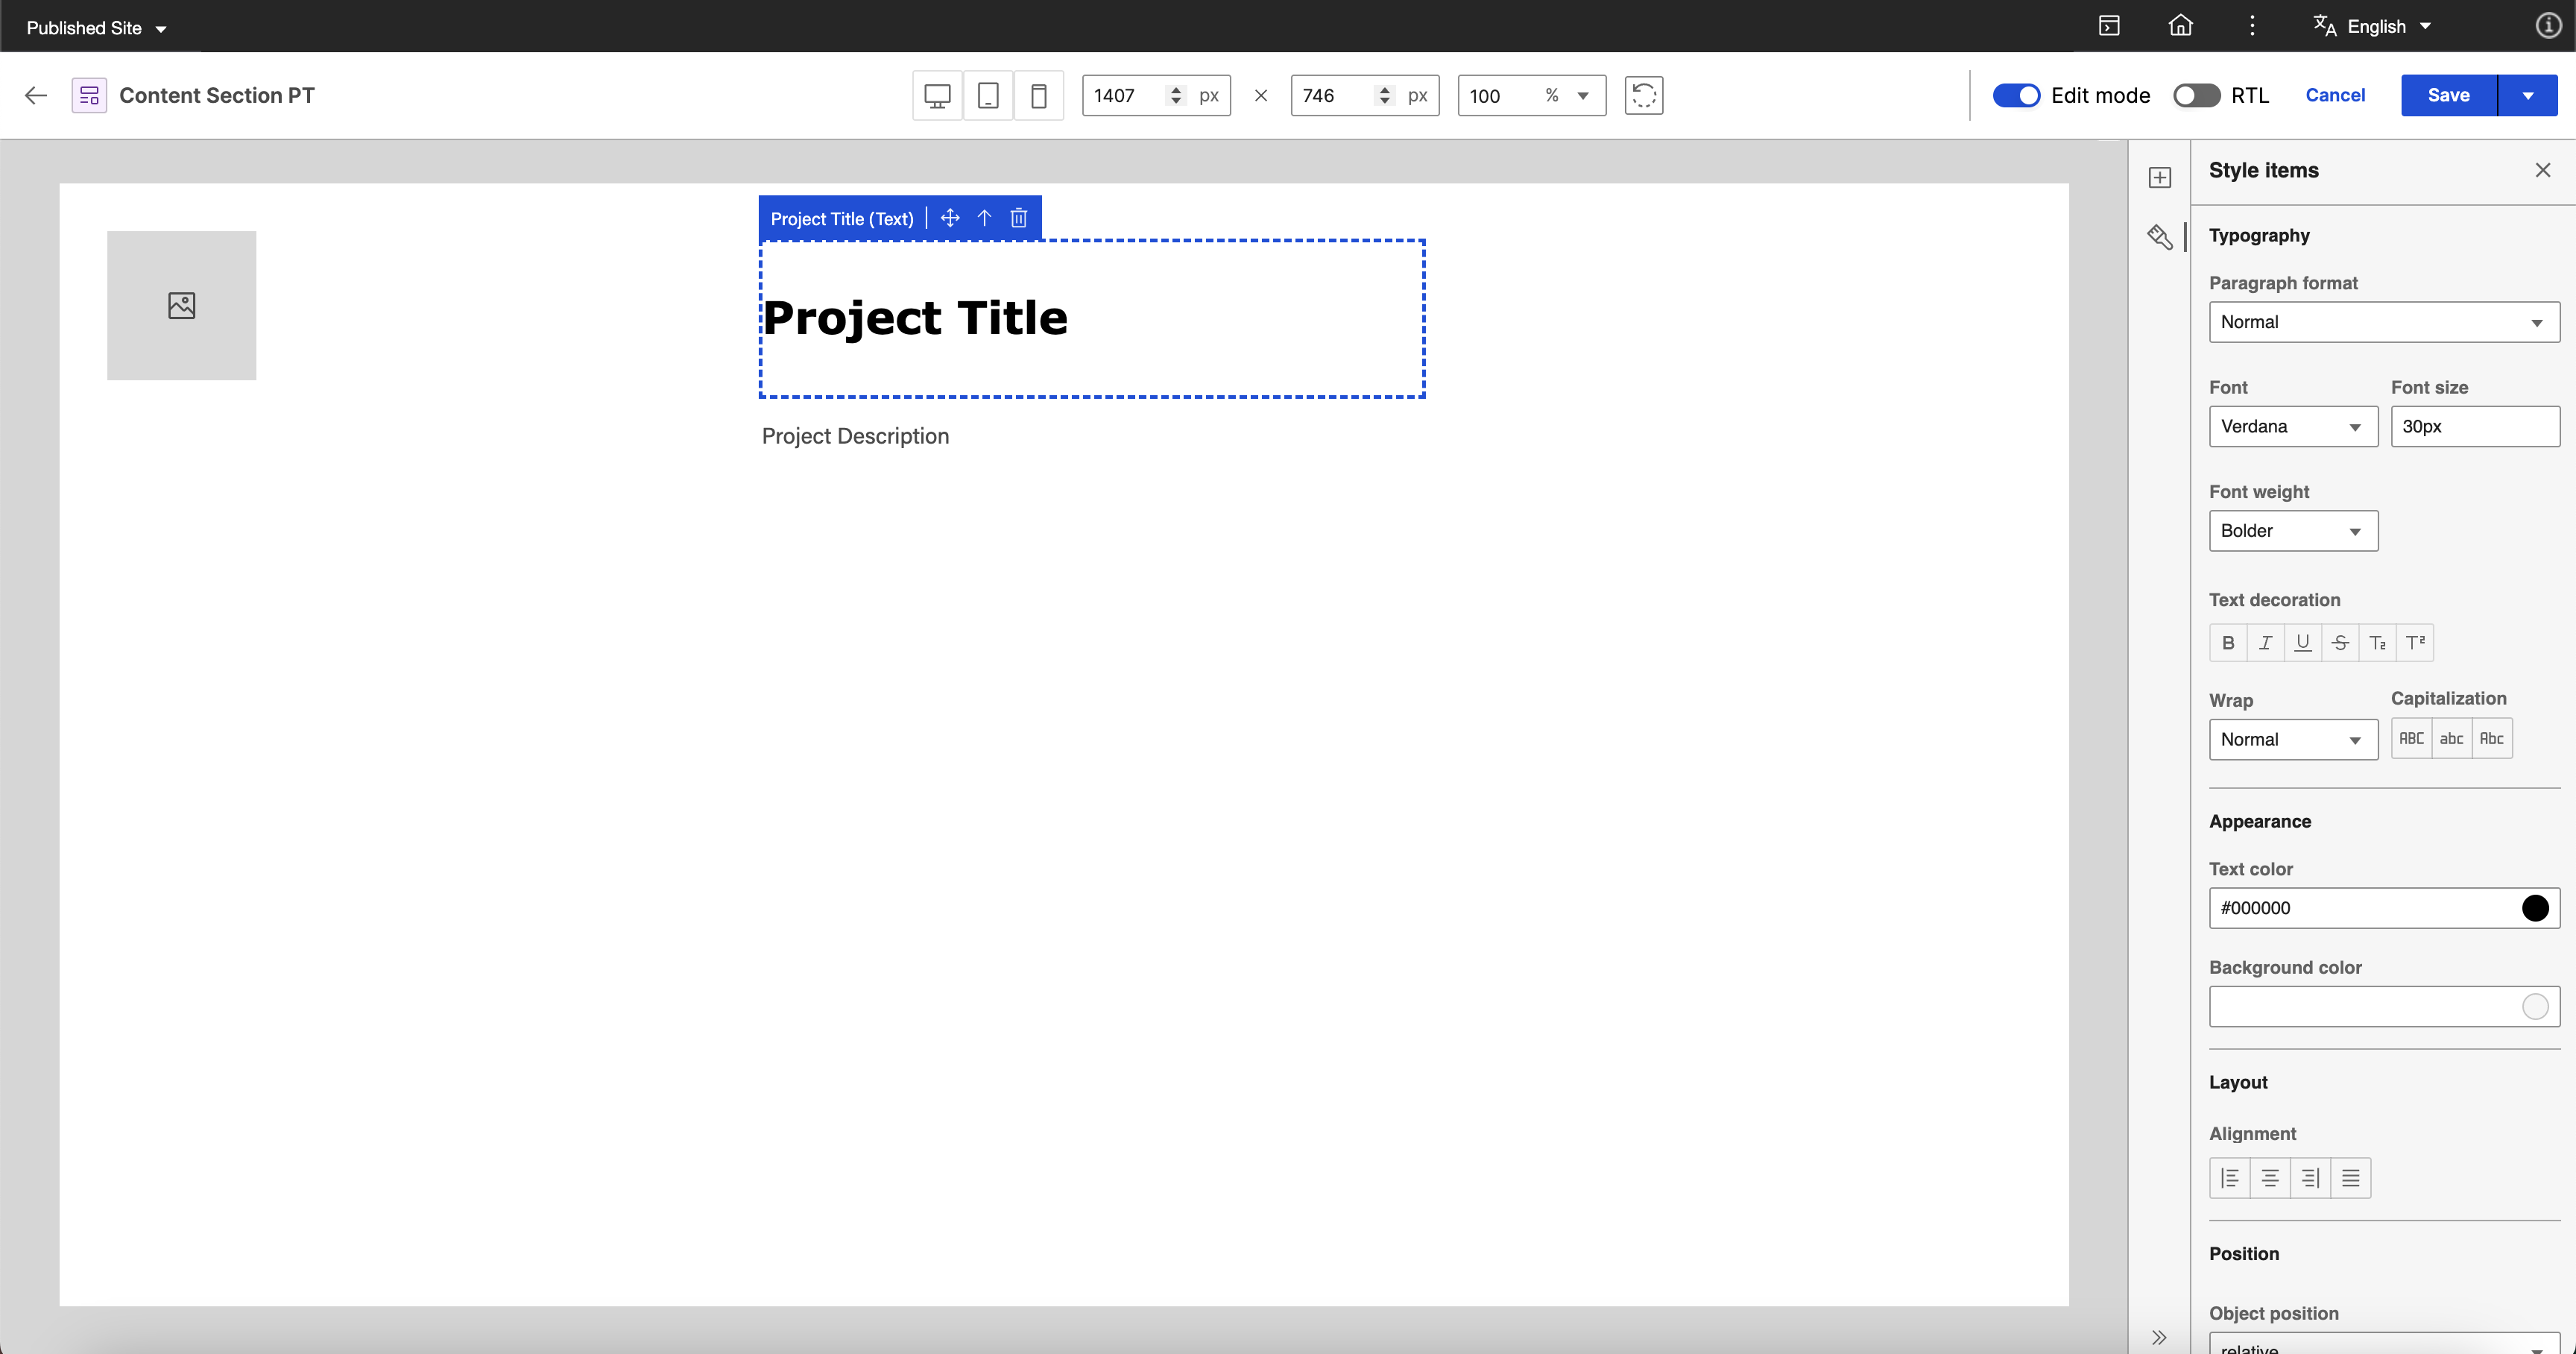 Published Site
English
Content Section PT
1407 px
746 px
100 %
Edit mode
RTL
Cancel
Save
Project Title (Text)
Project Title
Project Description
Style items
Typography
Paragraph format
Normal
Font
Font size
Verdana
30px
Font weight
Bolder
Text decoration
B I U S T₂ T²
Wrap
Capitalization
Normal
ABC abc Abc
Appearance
Text color
#000000
Background color
Layout
Alignment
Position
Object position
relative